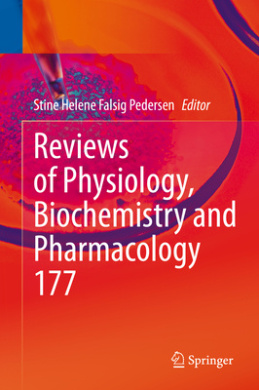 Stine Helene Falsig Pedersen Editor
Reviews
of Physiology,
Biochemistry and
Pharmacology
177
Springer